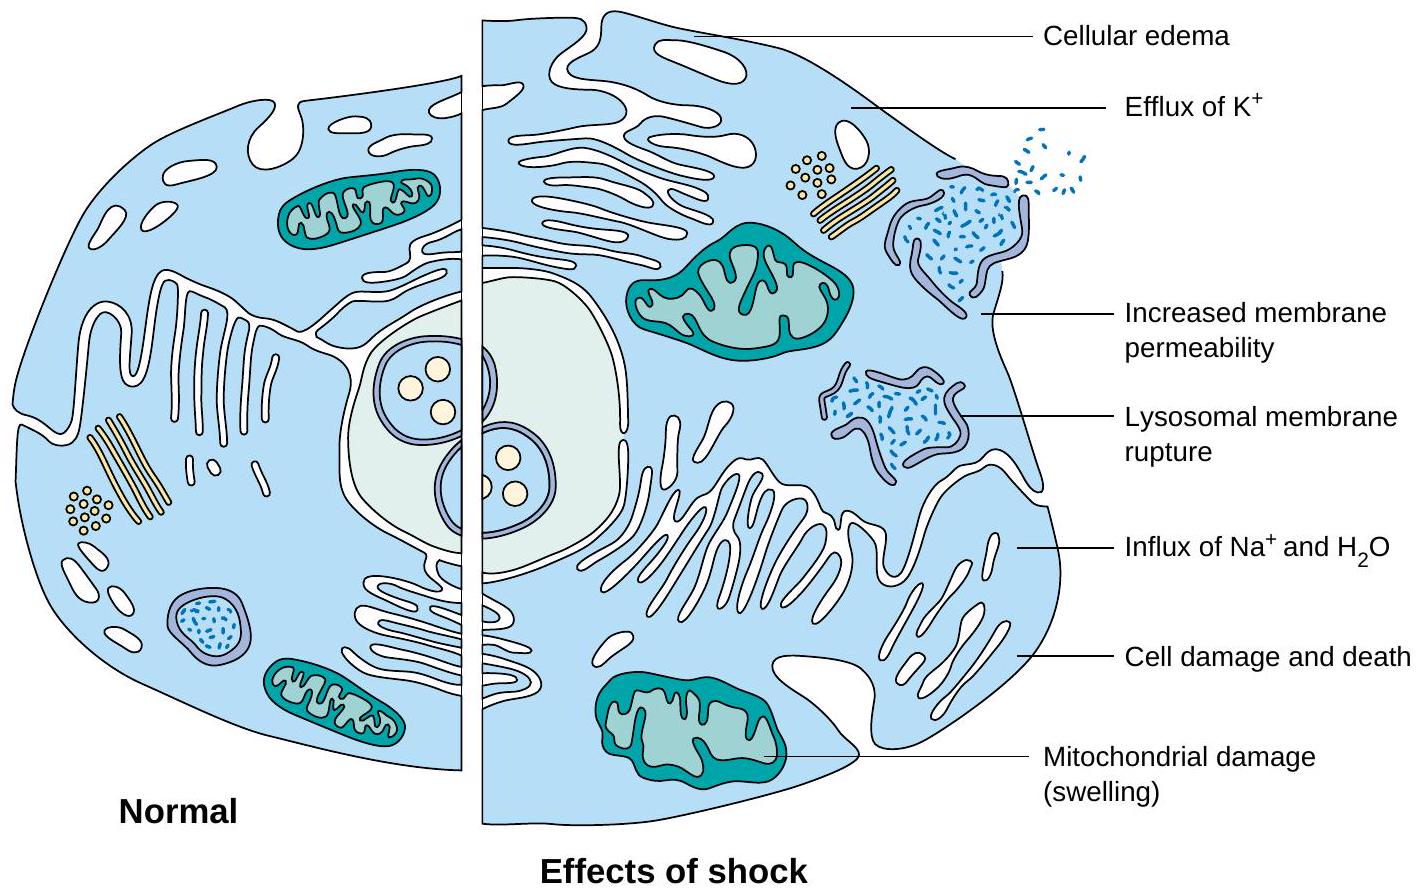 Cellular edema
Efflux of K⁺
Increased membrane
permeability
Lysosomal membrane
rupture
Influx of Na⁺ and H₂O
Cell damage and death
Mitochondrial damage
(swelling)
Normal
Effects of shock